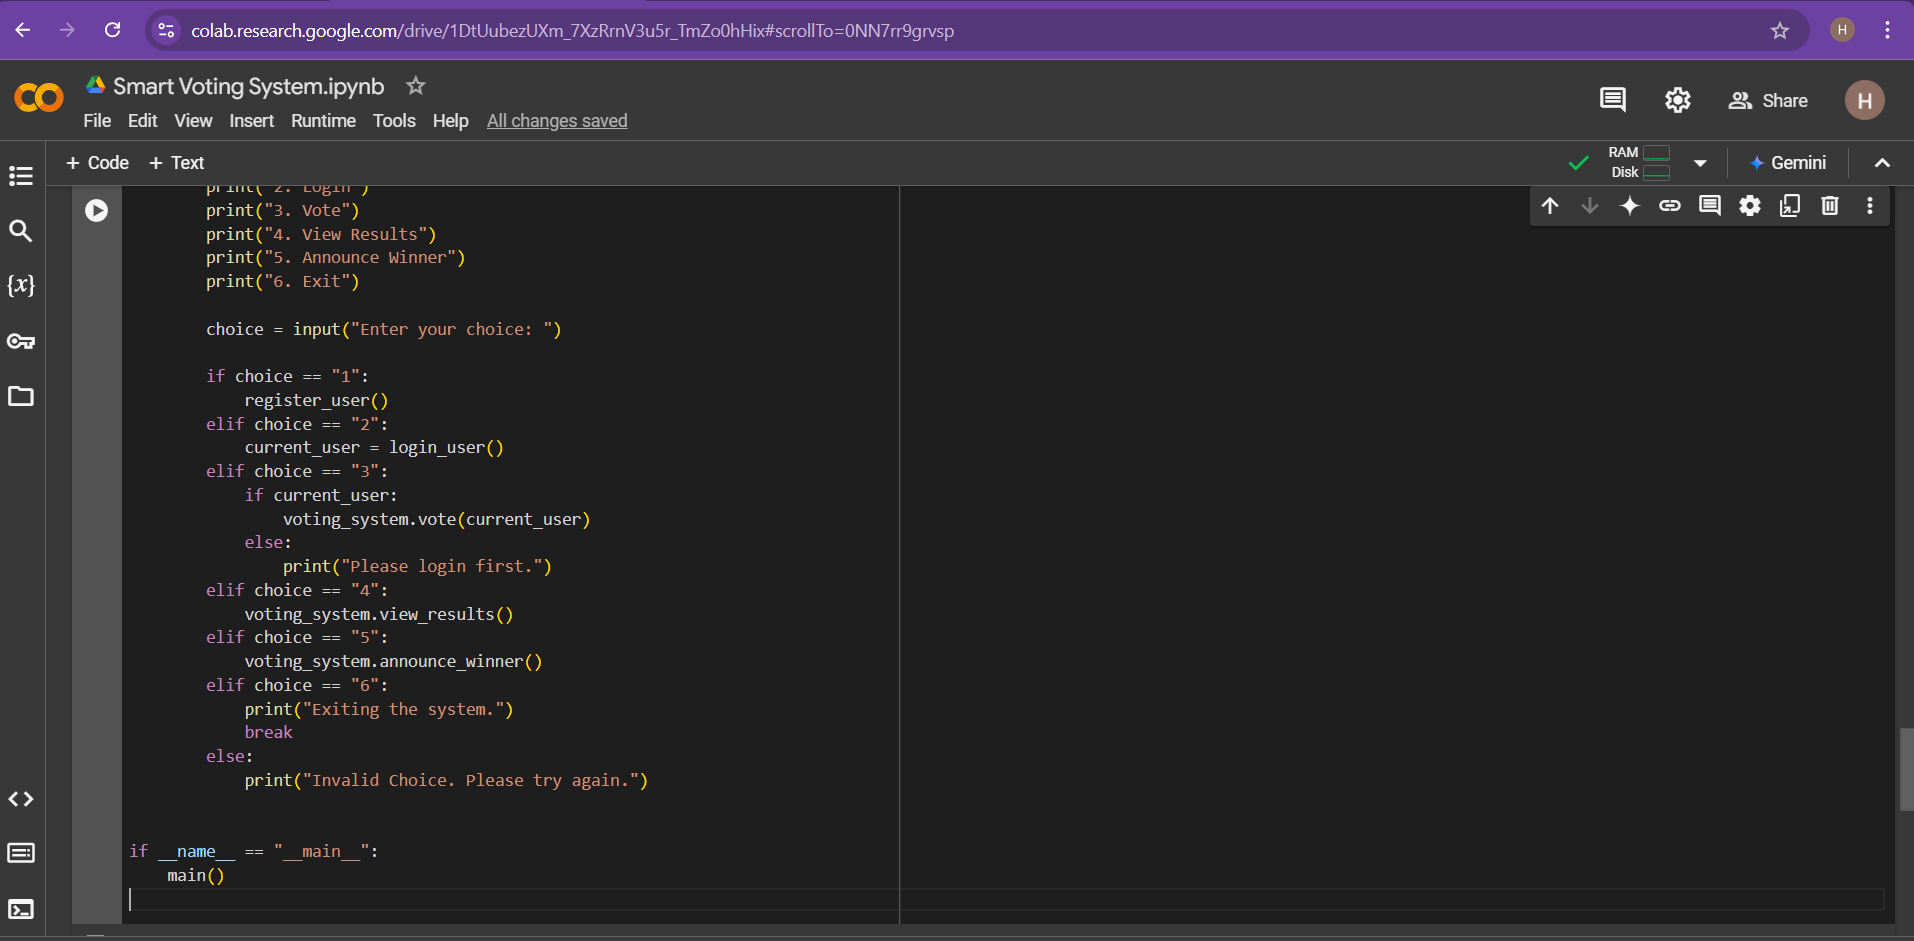 colab.research.google.com/drive/1DtUubezUXm_7XzRrnV3u5r_TmZo0hHix#scrollTo=0NN7rr9grvsp
H
Smart Voting System.ipynb
File Edit View Insert Runtime Tools Help All changes saved
Share
H
+ Code + Text
RAM
Disk
Gemini
{x}
print("2. Login")
print("3. Vote")
print("4. View Results")
print("5. Announce Winner")
print("6. Exit")
choice = input("Enter your choice: ")
if choice == "1":
register_user()
elif choice == "2":
current_user = login_user()
elif choice == "3":
if current_user:
voting_system.vote(current_user)
else:
print("Please login first.")
elif choice == "4":
voting_system.view_results()
elif choice == "5":
voting_system.announce_winner()
elif choice == "6":
print("Exiting the system.")
break
else:
print("Invalid Choice. Please try again.")
if __name__ == "__main__":
main()